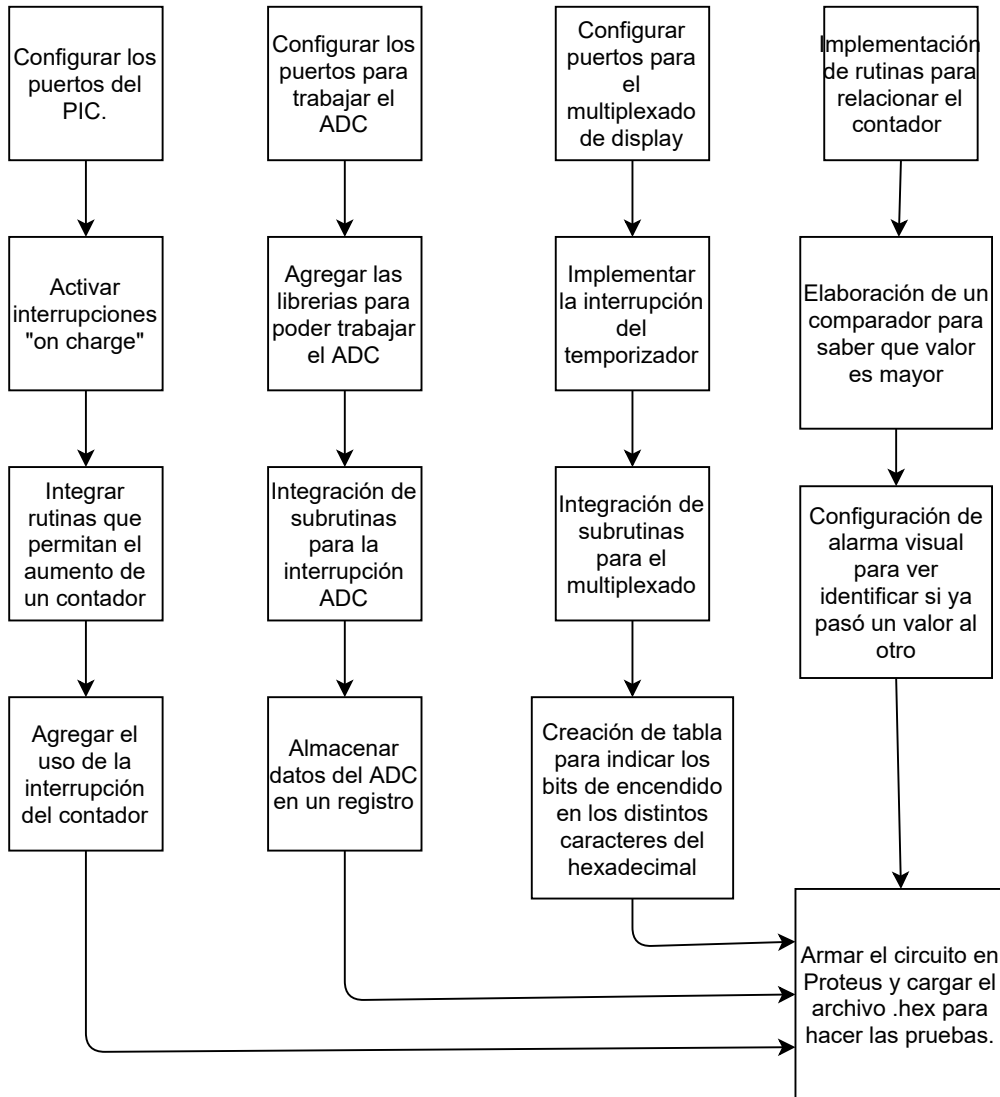 Configurar los
puertos del
PIC.
Configurar los
puertos para
trabajar el
ADC
Configurar
puertos para
el
multiplexado
de display
Implementación
de rutinas para
relacionar el
contador
Activar
interrupciones
"on charge"
Agregar las
librerias para
poder trabajar
el ADC
Implementar
la interrupción
del
temporizador
Elaboración de un
comparador para
saber que valor
es mayor
Integrar
rutinas que
permitan el
aumento de
un contador
Integración de
subrutinas
para la
interrupción
ADC
Integración de
subrutinas
para el
multiplexado
Configuración de
alarma visual
para ver
identificar si ya
pasó un valor al
otro
Agregar el
uso de la
interrupción
del contador
Almacenar
datos del ADC
en un registro
Creación de tabla
para indicar los
bits de encendido
en los distintos
caracteres del
hexadecimal
Armar el circuito en
Proteus y cargar el
archivo .hex para
hacer las pruebas.